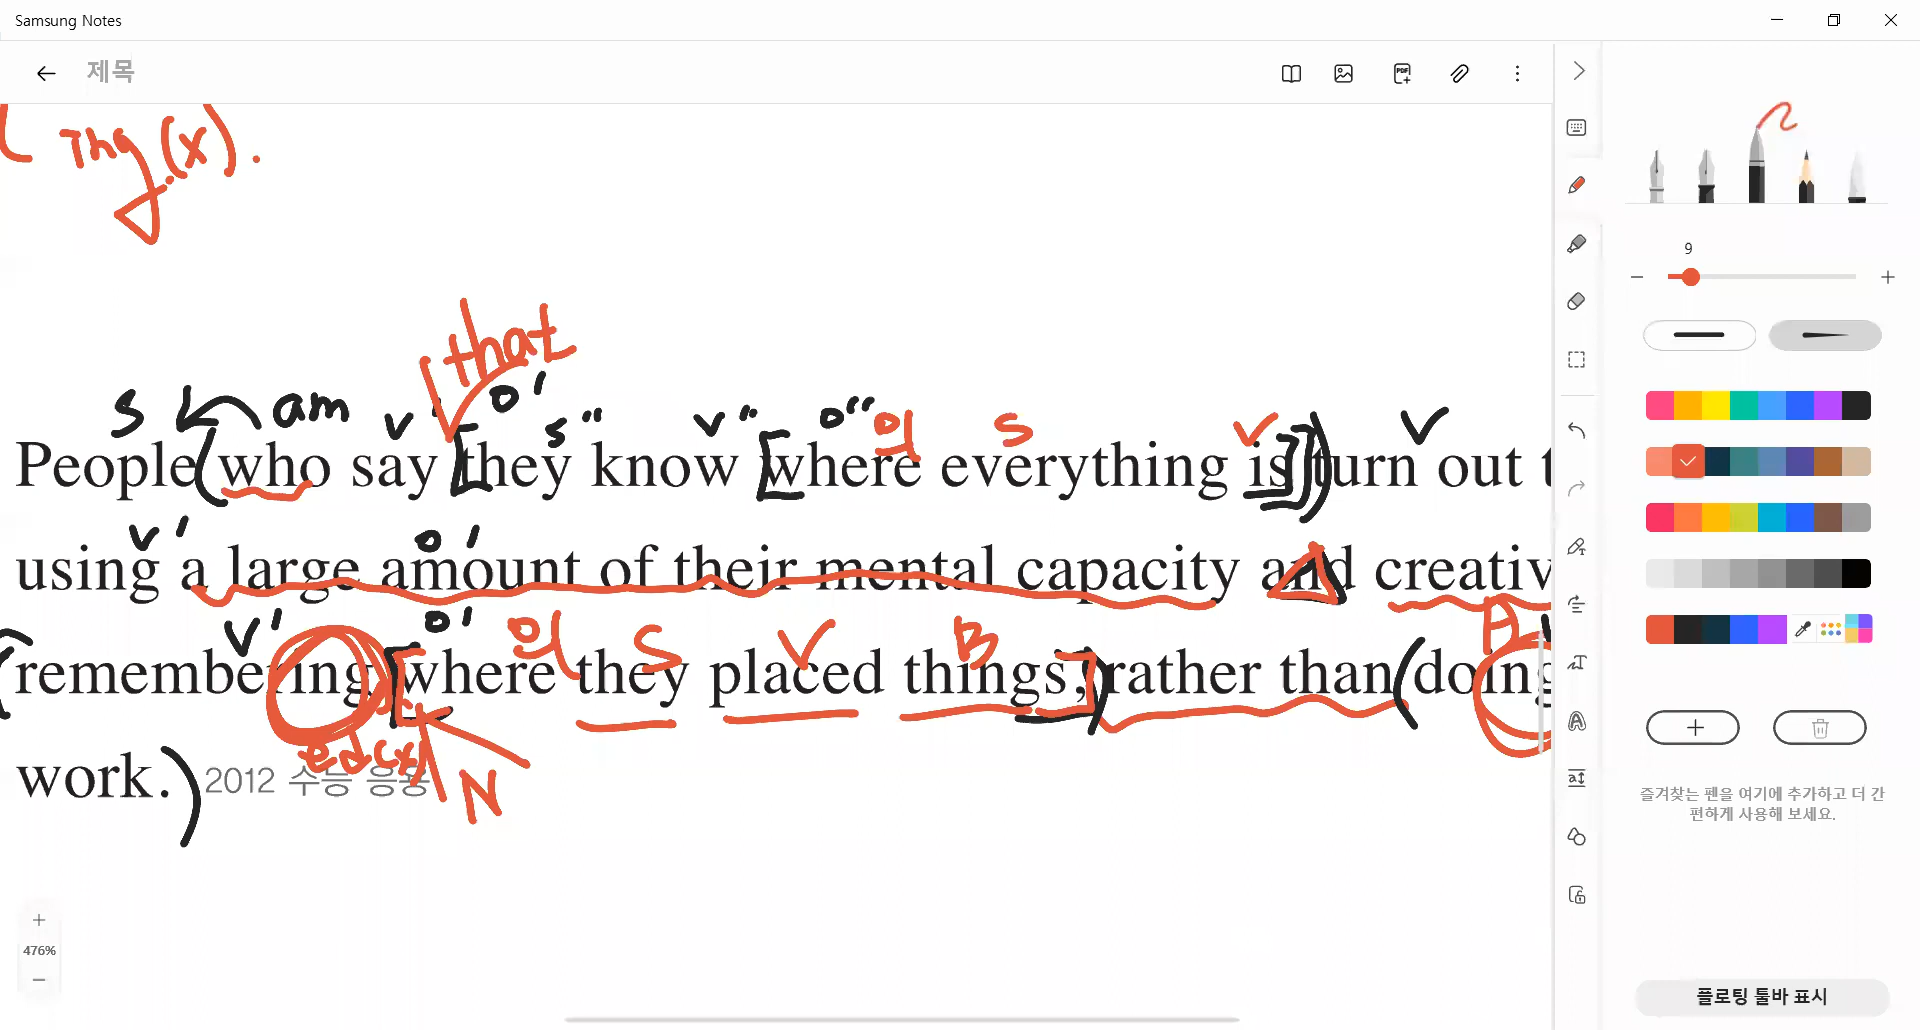 Samsung Notes
제목
ing (x).
that
S am v' o' s" v" o'" 의 S V V
People (who say [they know [where everything is]]) turn out t
v' o'
using a large amount of their mental capacity and creativ
v' o' 의 S V
(remembering [where they placed things,]) rather than (doing
work.) 2012 수능 응용
ed (x) N
476%
9
즐겨찾는 펜을 여기에 추가하고 더 간
편하게 사용해 보세요.
플로팅 툴바 표시